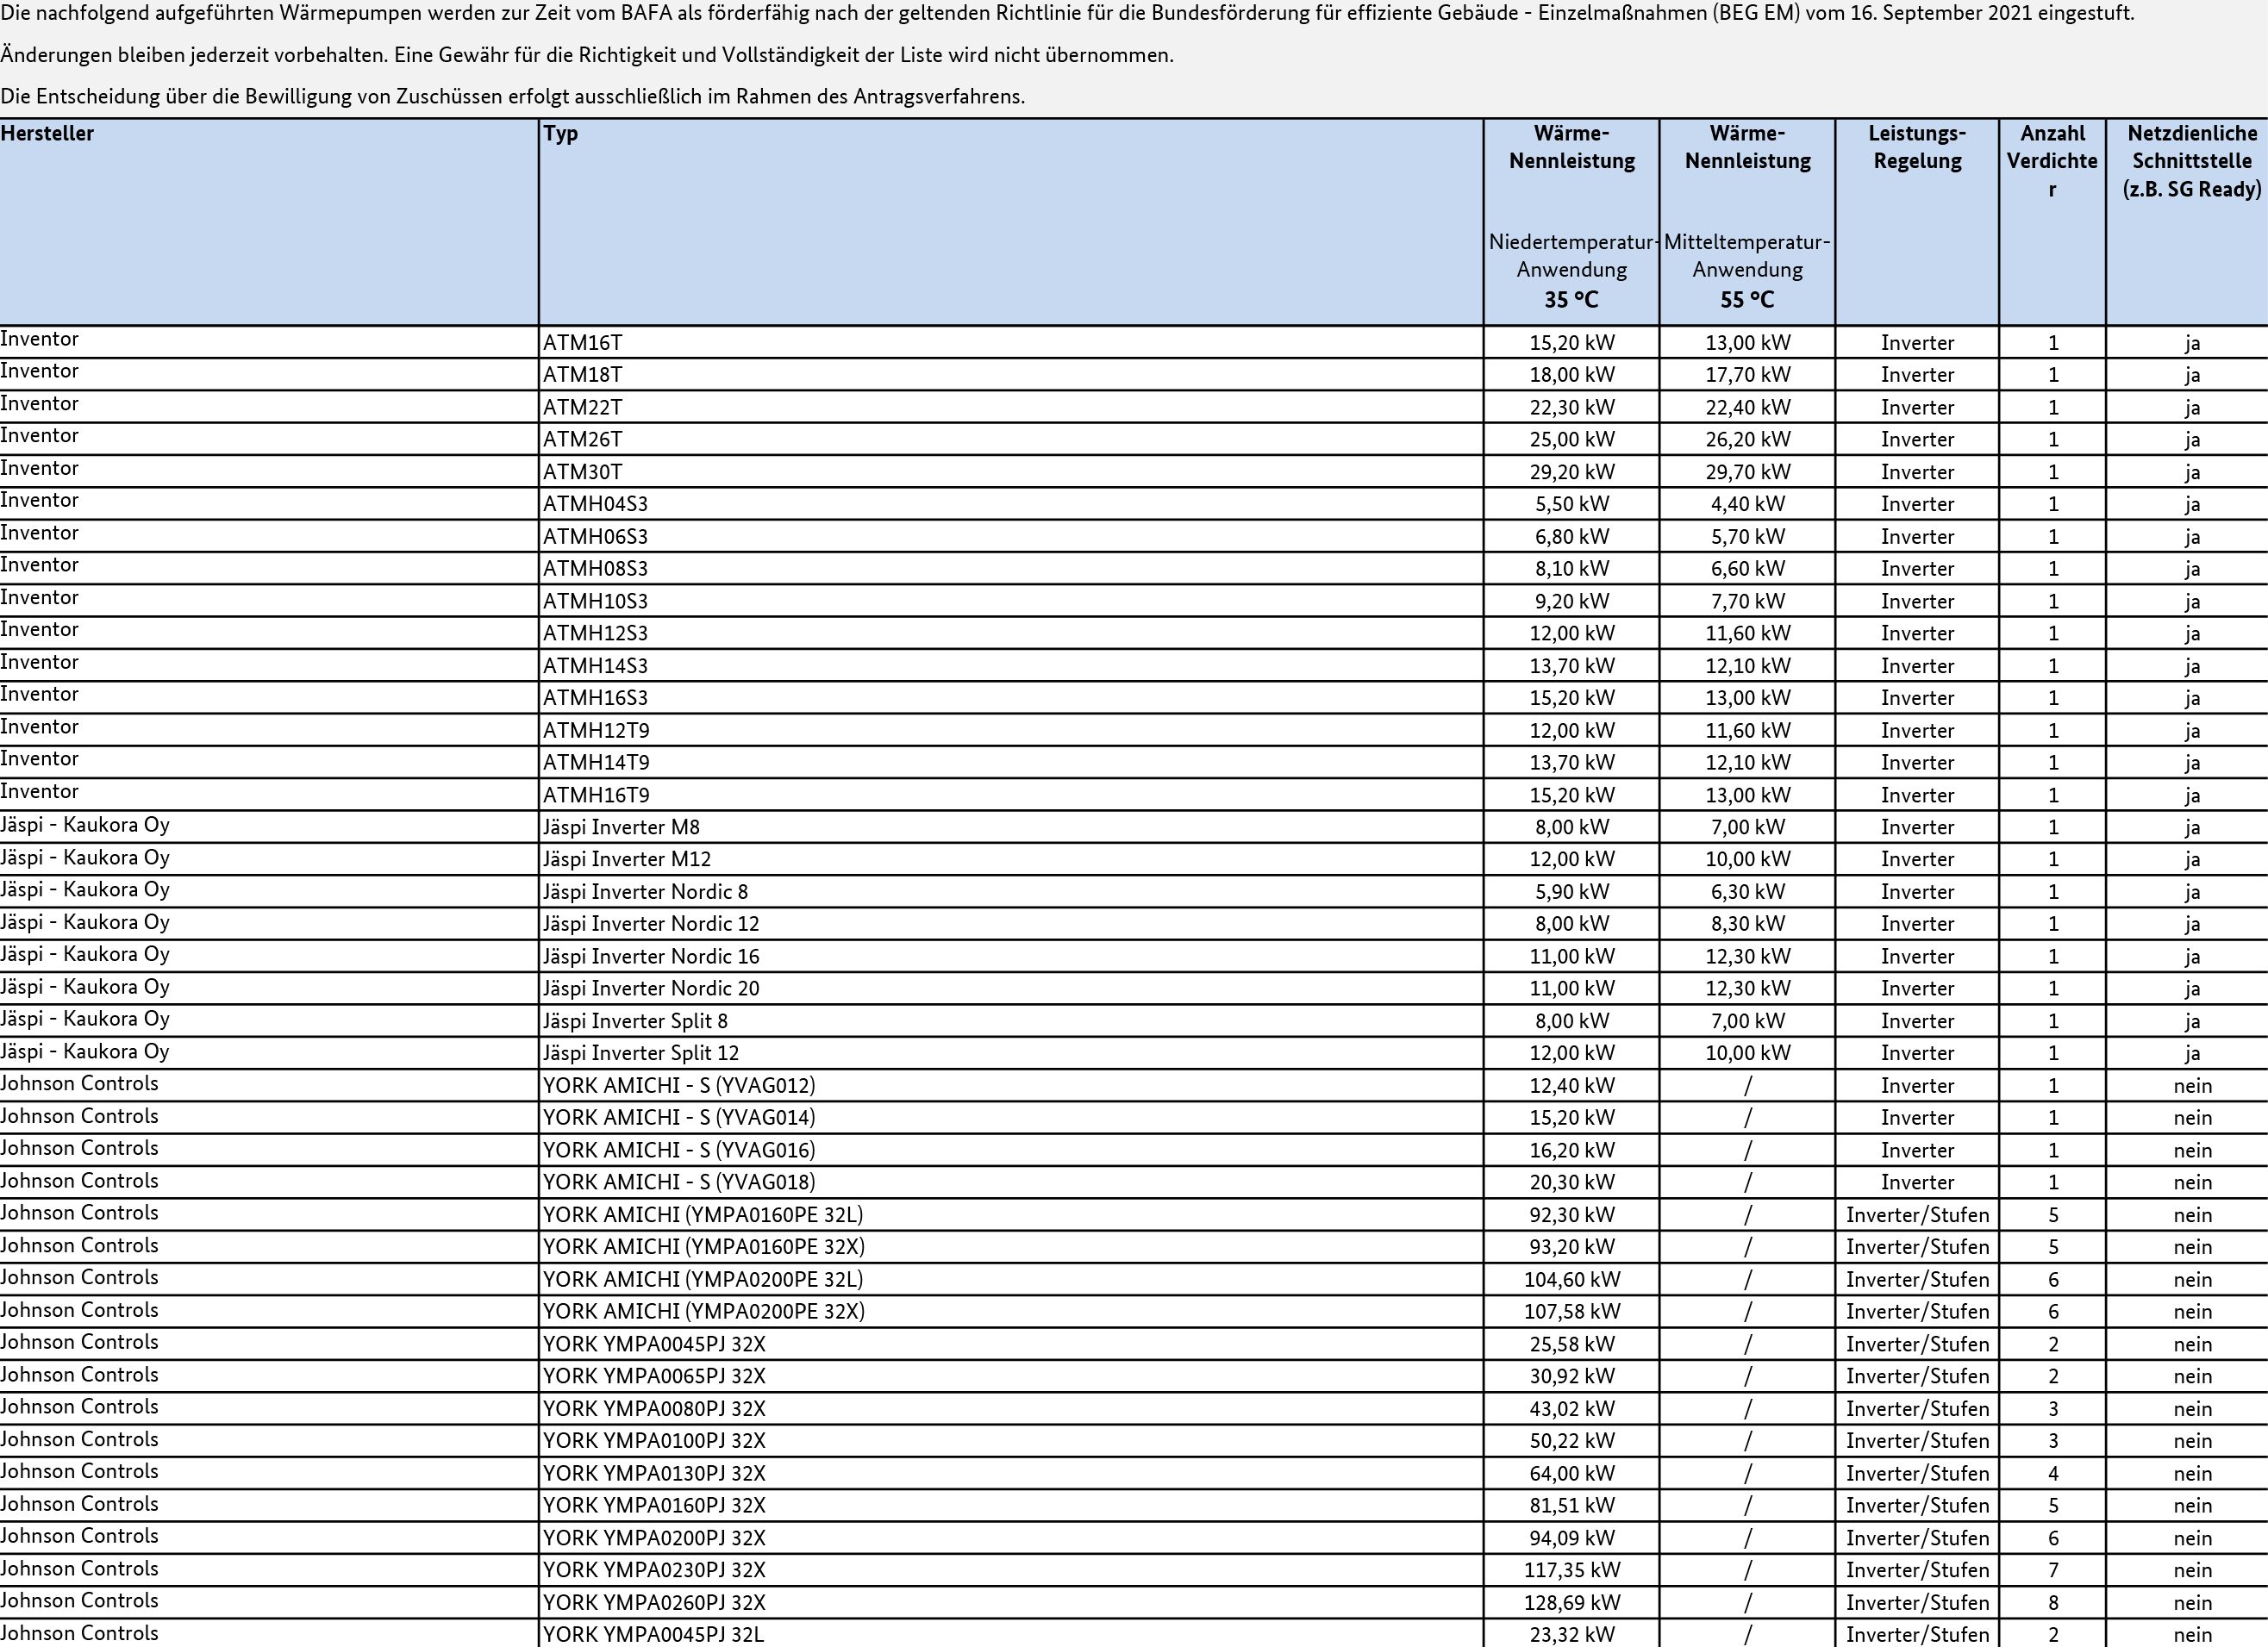 Die nachfolgend aufgeführten Wärmepumpen werden zur Zeit vom BAFA als förderfähig nach der geltenden Richtlinie für die Bundesförderung für effiziente Gebäude - Einzelmaßnahmen (BEG EM) vom 16. September 2021 eingestuft.
Änderungen bleiben jederzeit vorbehalten. Eine Gewähr für die Richtigkeit und Vollständigkeit der Liste wird nicht übernommen.
Die Entscheidung über die Bewilligung von Zuschüssen erfolgt ausschließlich im Rahmen des Antragsverfahrens.
Hersteller Typ Wärme- Wärme- Leistungs- Anzahl Netzdienliche
Nennleistung Nennleistung Regelung Verdichte Schnittstelle
r (z.B. SG Ready)
Niedertemperatur- Mitteltemperatur-
Anwendung Anwendung
35 °C 55 °C
Inventor ATM16T 15,20 kW 13,00 kW Inverter 1 ja
Inventor ATM18T 18,00 kW 17,70 kW Inverter 1 ja
Inventor ATM22T 22,30 kW 22,40 kW Inverter 1 ja
Inventor ATM26T 25,00 kW 26,20 kW Inverter 1 ja
Inventor ATM30T 29,20 kW 29,70 kW Inverter 1 ja
Inventor ATMH04S3 5,50 kW 4,40 kW Inverter 1 ja
Inventor ATMH06S3 6,80 kW 5,70 kW Inverter 1 ja
Inventor ATMH08S3 8,10 kW 6,60 kW Inverter 1 ja
Inventor ATMH10S3 9,20 kW 7,70 kW Inverter 1 ja
Inventor ATMH12S3 12,00 kW 11,60 kW Inverter 1 ja
Inventor ATMH14S3 13,70 kW 12,10 kW Inverter 1 ja
Inventor ATMH16S3 15,20 kW 13,00 kW Inverter 1 ja
Inventor ATMH12T9 12,00 kW 11,60 kW Inverter 1 ja
Inventor ATMH14T9 13,70 kW 12,10 kW Inverter 1 ja
Inventor ATMH16T9 15,20 kW 13,00 kW Inverter 1 ja
Jäspi - Kaukora Oy Jäspi Inverter M8 8,00 kW 7,00 kW Inverter 1 ja
Jäspi - Kaukora Oy Jäspi Inverter M12 12,00 kW 10,00 kW Inverter 1 ja
Jäspi - Kaukora Oy Jäspi Inverter Nordic 8 5,90 kW 6,30 kW Inverter 1 ja
Jäspi - Kaukora Oy Jäspi Inverter Nordic 12 8,00 kW 8,30 kW Inverter 1 ja
Jäspi - Kaukora Oy Jäspi Inverter Nordic 16 11,00 kW 12,30 kW Inverter 1 ja
Jäspi - Kaukora Oy Jäspi Inverter Nordic 20 11,00 kW 12,30 kW Inverter 1 ja
Jäspi - Kaukora Oy Jäspi Inverter Split 8 8,00 kW 7,00 kW Inverter 1 ja
Jäspi - Kaukora Oy Jäspi Inverter Split 12 12,00 kW 10,00 kW Inverter 1 ja
Johnson Controls YORK AMICHI - S (YVAG012) 12,40 kW / Inverter 1 nein
Johnson Controls YORK AMICHI - S (YVAG014) 15,20 kW / Inverter 1 nein
Johnson Controls YORK AMICHI - S (YVAG016) 16,20 kW / Inverter 1 nein
Johnson Controls YORK AMICHI - S (YVAG018) 20,30 kW / Inverter 1 nein
Johnson Controls YORK AMICHI (YMPA0160PE 32L) 92,30 kW / Inverter/Stufen 5 nein
Johnson Controls YORK AMICHI (YMPA0160PE 32X) 93,20 kW / Inverter/Stufen 5 nein
Johnson Controls YORK AMICHI (YMPA0200PE 32L) 104,60 kW / Inverter/Stufen 6 nein
Johnson Controls YORK AMICHI (YMPA0200PE 32X) 107,58 kW / Inverter/Stufen 6 nein
Johnson Controls YORK YMPA0045PJ 32X 25,58 kW / Inverter/Stufen 2 nein
Johnson Controls YORK YMPA0065PJ 32X 30,92 kW / Inverter/Stufen 2 nein
Johnson Controls YORK YMPA0080PJ 32X 43,02 kW / Inverter/Stufen 3 nein
Johnson Controls YORK YMPA0100PJ 32X 50,22 kW / Inverter/Stufen 3 nein
Johnson Controls YORK YMPA0130PJ 32X 64,00 kW / Inverter/Stufen 4 nein
Johnson Controls YORK YMPA0160PJ 32X 81,51 kW / Inverter/Stufen 5 nein
Johnson Controls YORK YMPA0200PJ 32X 94,09 kW / Inverter/Stufen 6 nein
Johnson Controls YORK YMPA0230PJ 32X 117,35 kW / Inverter/Stufen 7 nein
Johnson Controls YORK YMPA0260PJ 32X 128,69 kW / Inverter/Stufen 8 nein
Johnson Controls YORK YMPA0045PJ 32L 23,32 kW / Inverter/Stufen 2 nein